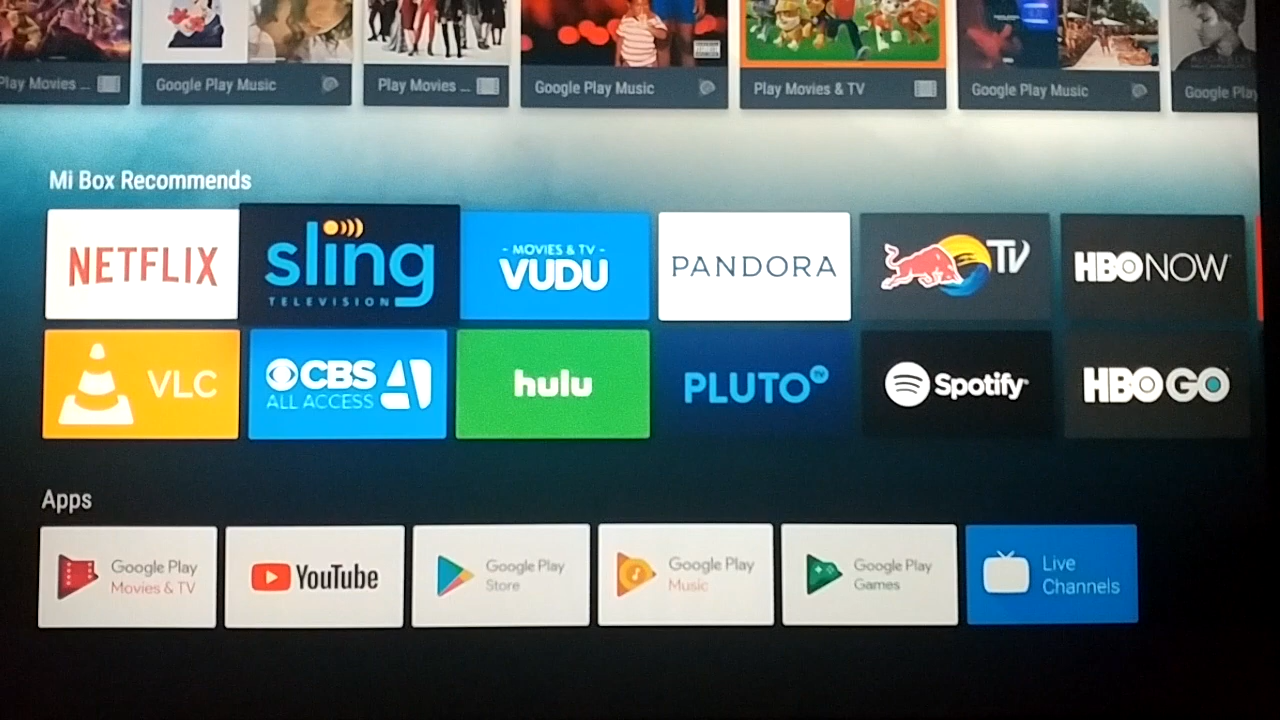 Play Movies ...
Google Play Music
Play Movies ...
Google Play Music
Play Movies & TV
Google Play Music
Google Play
Mi Box Recommends
NETFLIX
sling
TELEVISION
- MOVIES & TV -
VUDU
PANDORA
TV
HBO NOW
VLC
CBS
ALL ACCESS
hulu
PLUTO TV
Spotify
HBO GO
Apps
Google Play
Movies & TV
YouTube
Google Play
Store
Google Play
Music
Google Play
Games
Live
Channels